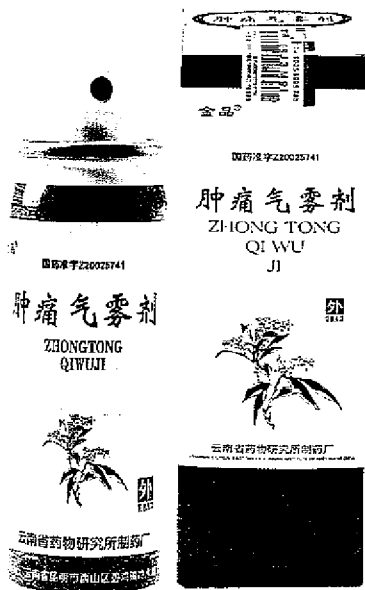 国药准字Z20025741
肿痛气雾剂
ZHONGTONG
QIWUJI
外
云南省药物研究所制药厂
肿痛气雾剂
金品
国药准字Z20025741
肿痛气雾剂
ZHONG TONG
QI WU
JI
外
云南省药物研究所制药厂